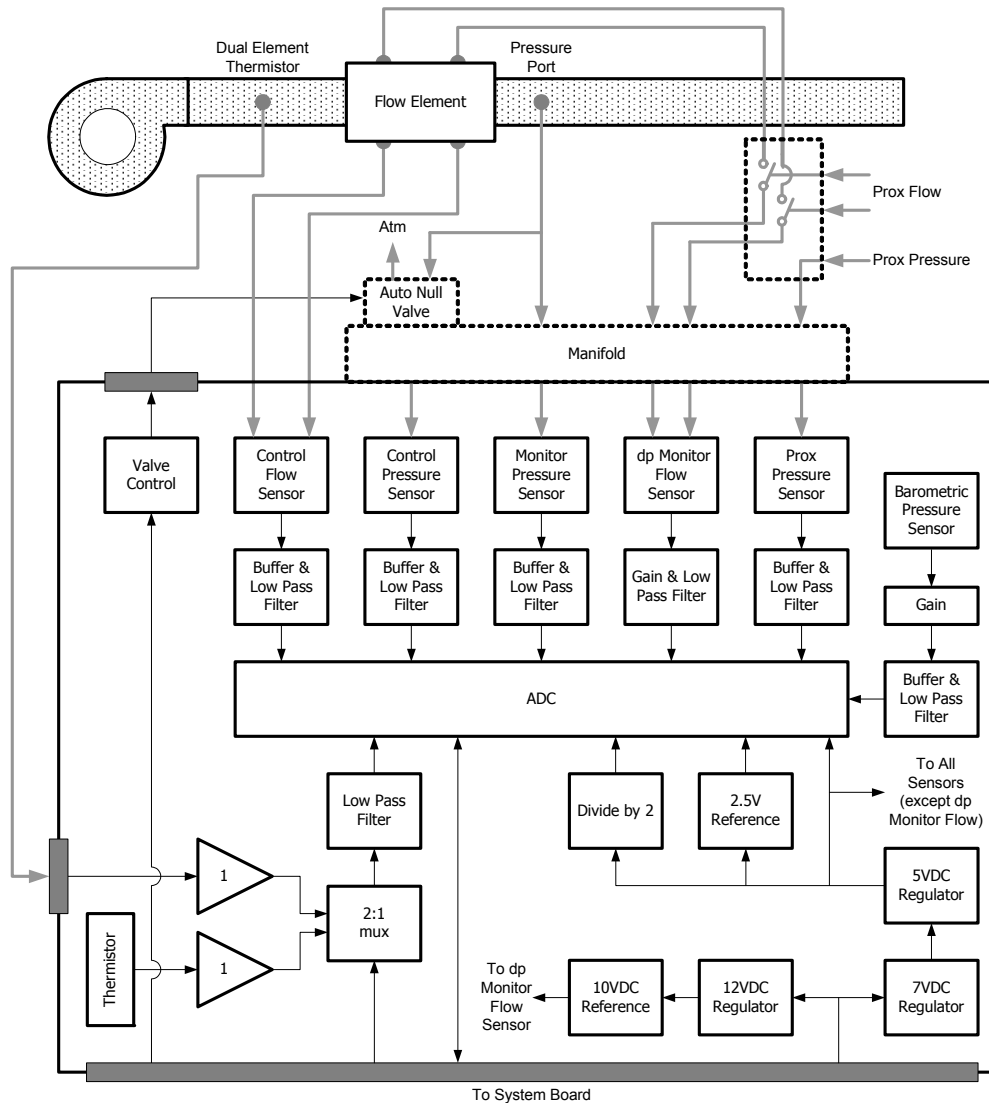 Dual Element
Thermistor
Pressure
Port
Flow Element
Prox Flow
Prox Pressure
Atm
Auto Null
Valve
Manifold
Valve
Control
Control
Flow
Sensor
Control
Pressure
Sensor
Monitor
Pressure
Sensor
dp Monitor
Flow
Sensor
Prox
Pressure
Sensor
Barometric
Pressure
Sensor
Buffer &
Low Pass
Filter
Buffer &
Low Pass
Filter
Buffer &
Low Pass
Filter
Gain & Low
Pass Filter
Buffer &
Low Pass
Filter
Gain
Buffer &
Low Pass
Filter
ADC
Low Pass
Filter
Divide by 2
2.5V
Reference
To All
Sensors
(except dp
Monitor Flow)
1
2:1
mux
5VDC
Regulator
Thermistor
1
To dp
Monitor
Flow
Sensor
10VDC
Reference
12VDC
Regulator
7VDC
Regulator
To System Board